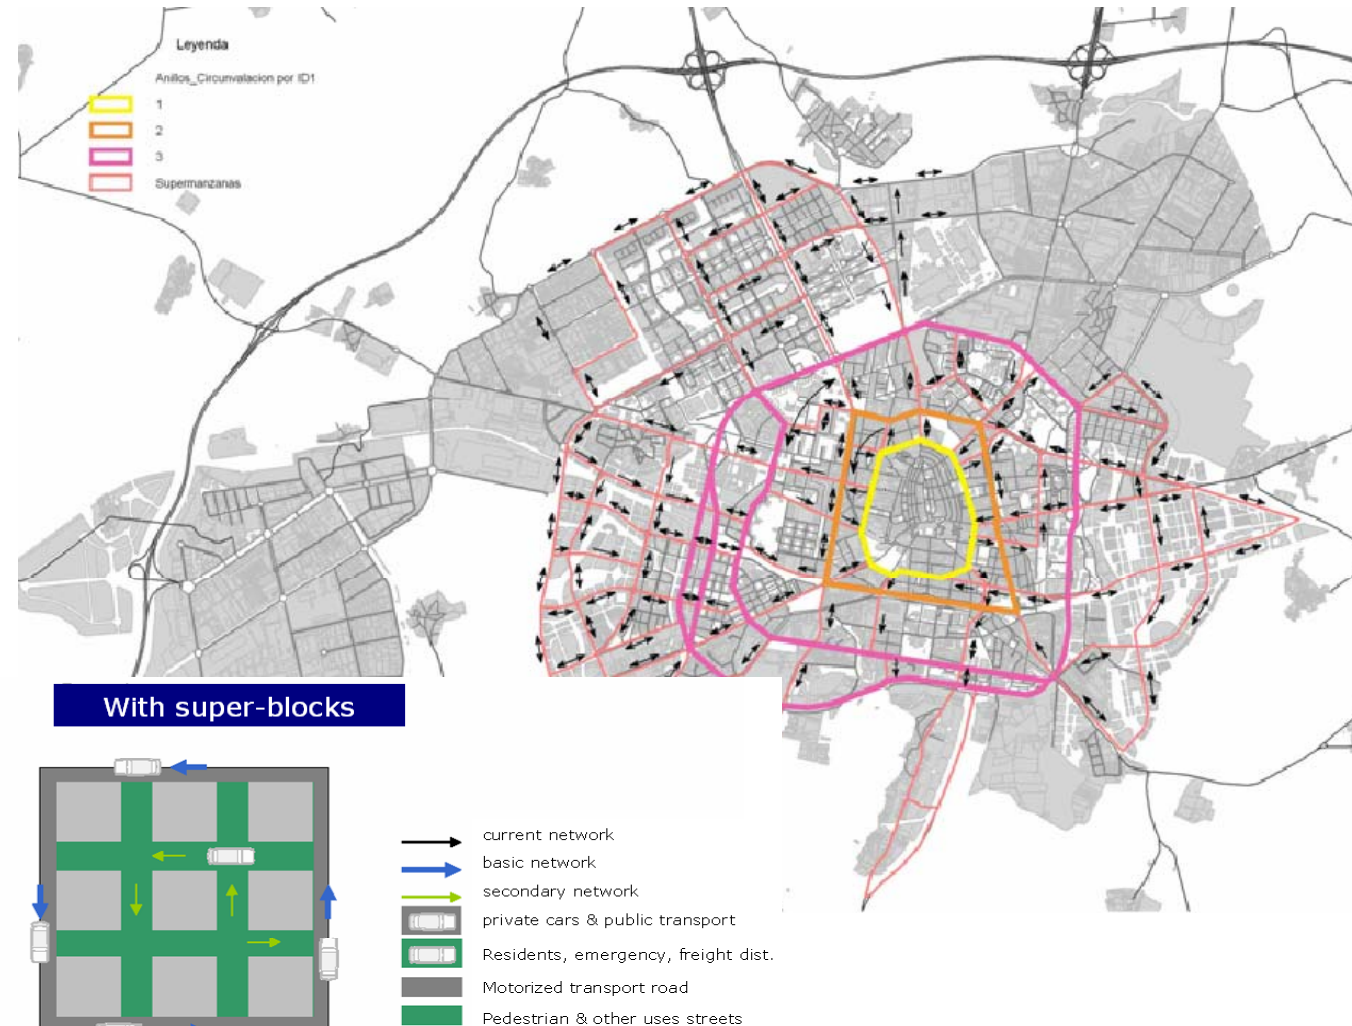 Leyenda
Anillos_Circunvalacion por ID1
1
2
3
Supermanzanas
With super-blocks
current network
basic network
secondary network
private cars & public transport
Residents, emergency, freight dist.
Motorized transport road
Pedestrian & other uses streets